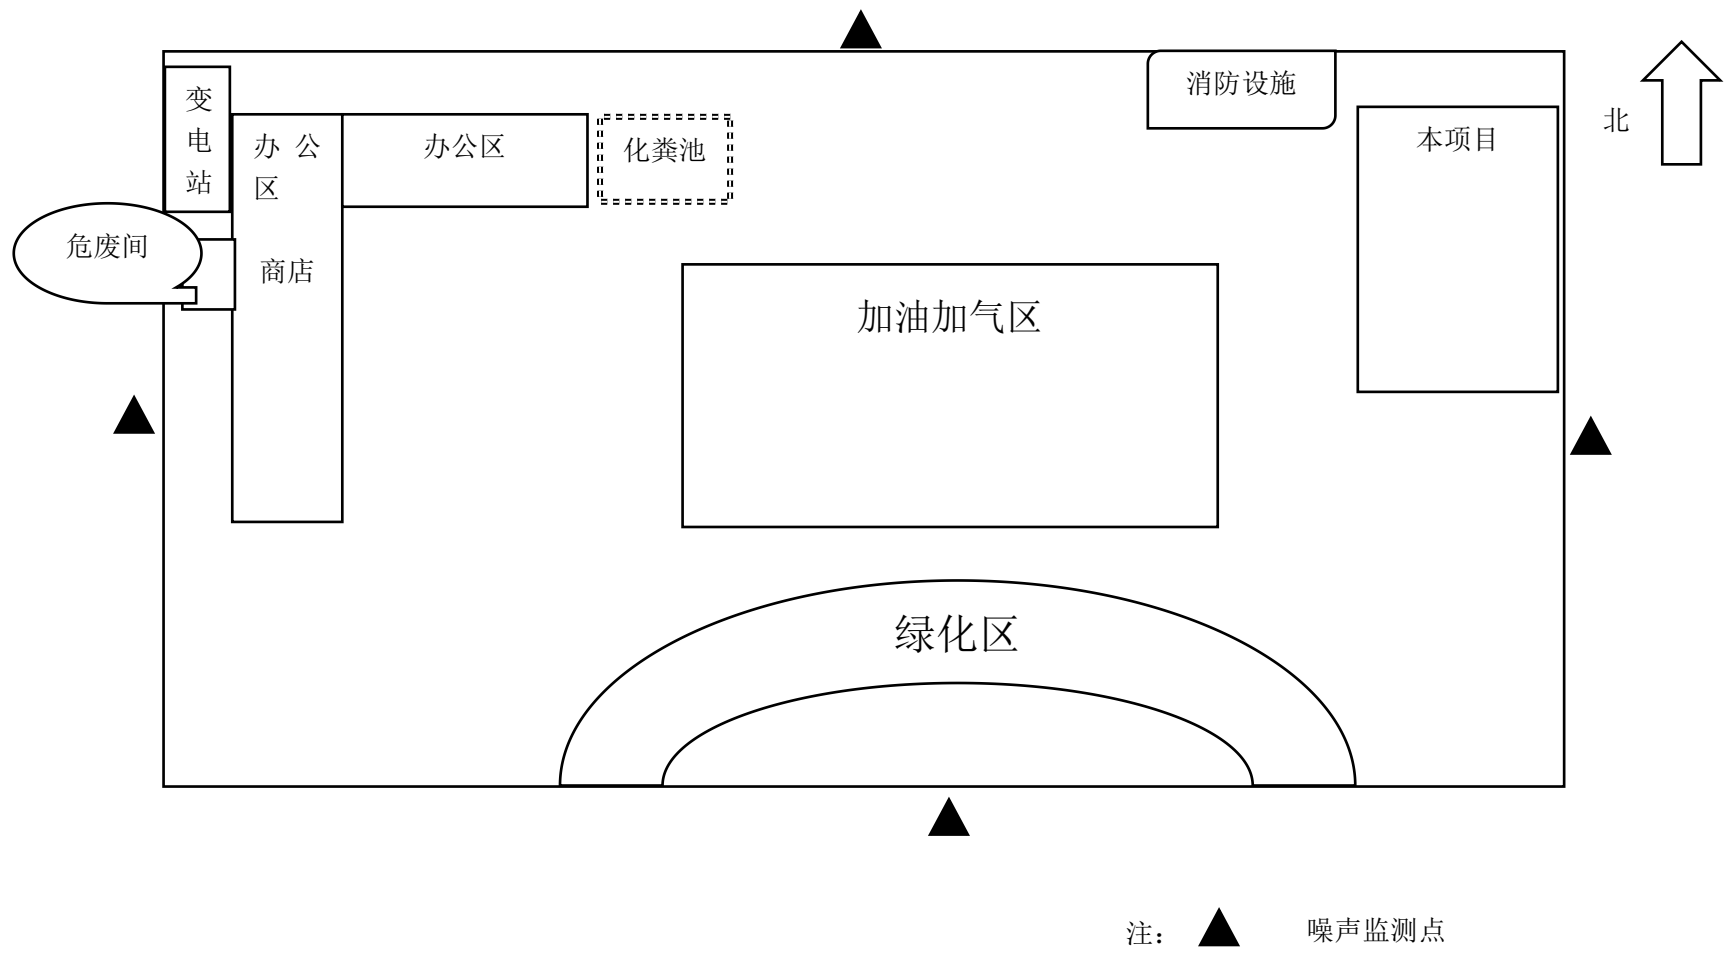 消防设施
变
电
站
办 公
区
办公区
化粪池
本项目
北
危废间
商店
加油加气区
绿化区
注：
噪声监测点